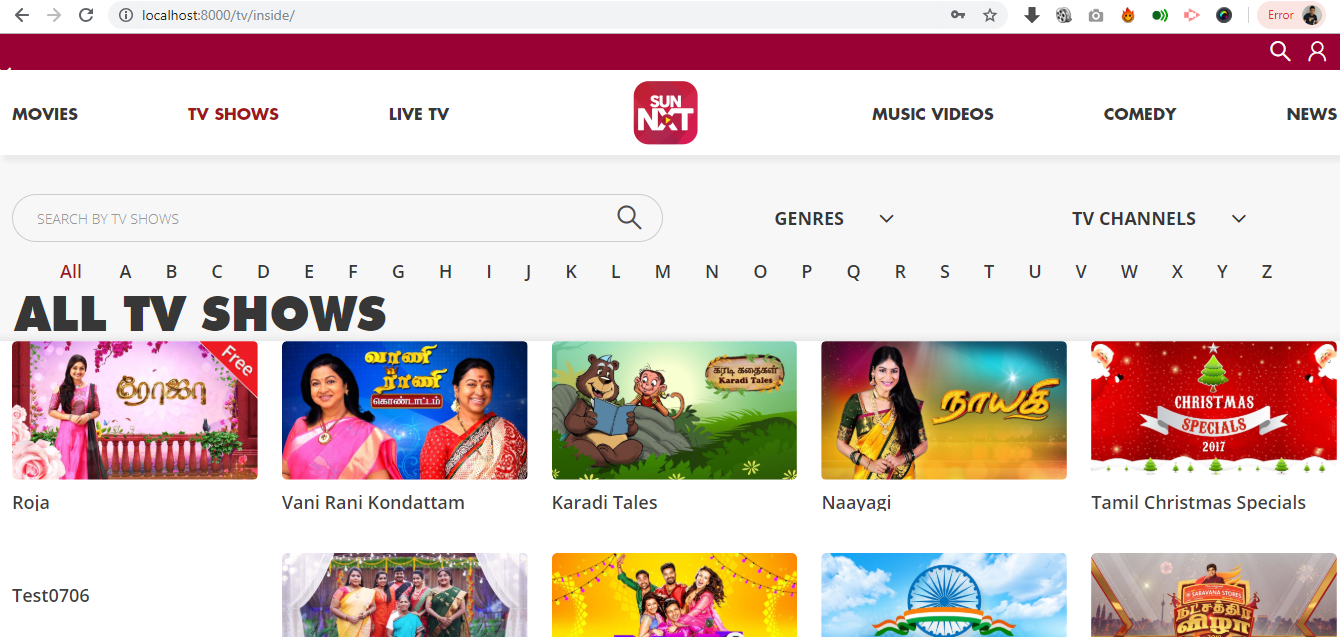 localhost:8000/tv/inside/
Error
MOVIES
TV SHOWS
LIVE TV
SUN
NXT
MUSIC VIDEOS
COMEDY
NEWS
SEARCH BY TV SHOWS
GENRES
TV CHANNELS
All A B C D E F G H I J K L M N O P Q R S T U V W X Y Z
ALL TV SHOWS
Free
ரோஜா
வாணி
ராணி
கொண்டாட்டம்
கரடி கதைகள்
Karadi Tales
நாயகி
CHRISTMAS
SPECIALS
2017
Roja
Vani Rani Kondattam
Karadi Tales
Naayagi
Tamil Christmas Specials
Test0706
SARAVANA STORES
நட்சத்திர
விழா